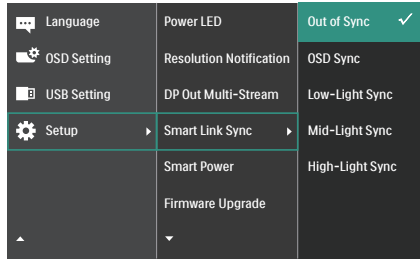 Language
OSD Setting
USB Setting
Setup
Power LED
Resolution Notification
DP Out Multi-Stream
Smart Link Sync
Smart Power
Firmware Upgrade
Out of Sync
OSD Sync
Low-Light Sync
Mid-Light Sync
High-Light Sync